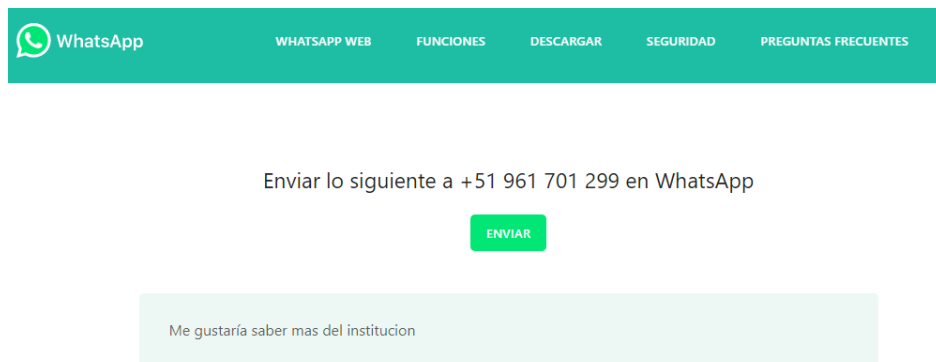 WhatsApp WHATSAPP WEB FUNCIONES DESCARGAR SEGURIDAD PREGUNTAS FRECUENTES
Enviar lo siguiente a +51 961 701 299 en WhatsApp
ENVIAR
Me gustaría saber mas del institucion